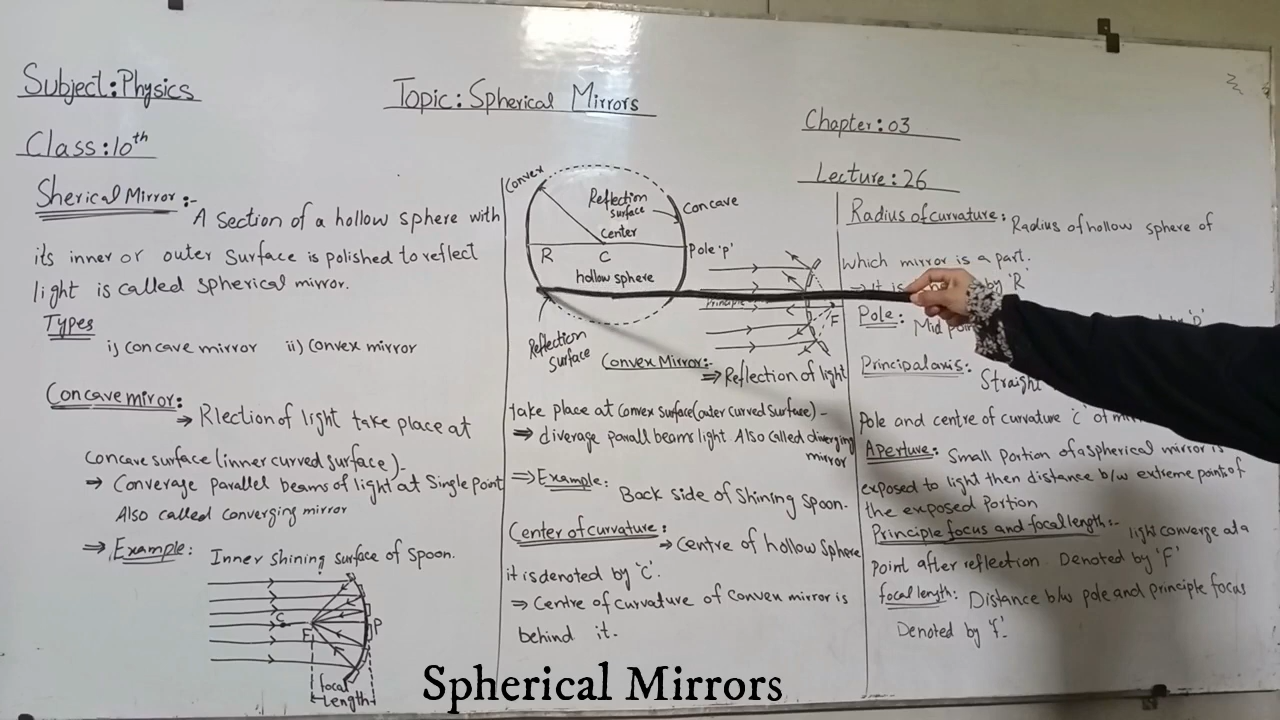 Subject: Physics
Topic: Spherical Mirrors
Chapter: 03
Class: 10th
Lecture: 26
Sherical Mirror:-
A section of a hollow sphere with
its inner or outer surface is polished to reflect
light is called spherical mirror.
Types
i) concave mirror ii) convex mirror
Concave miror:
⇒ Rlection of light take place at
concave surface (inner curved surface).
⇒ Converage parallel beams of light at single point
Also called converging mirror
⇒ Example: Inner shining surface of spoon.
C
F
P
focal
length
Convex
Reflection
surface
Concave
center
R
C
Pole 'P'
hollow sphere
Principle
F
Reflection
surface
Convex Mirror:-
⇒ Reflection of light
take place at convex surface (outer curved surface)-
⇒ diverage parall beams light. Also called diverging
mirror
⇒ Example:
Back side of shining spoon.
Center of curvature:
⇒ Centre of hollow sphere
it is denoted by 'C'.
⇒ Centre of curvature of convex mirror is
behind it.
Radius of curvature: Radius of hollow sphere of
which mirror is a part.
⇒ it is by 'R'
Pole: Mid 'P'
Principal axis: Straight
Pole and centre of curvature 'c' of
Aperture: Small Portion of a spherical mirror is
exposed to light then distance b/w extreme points of
the exposed Portion
Principle focus and focal length:- light converge at a
point after reflection. Denoted by 'F'
focal length: Distance b/w pole and principle focus
Denoted by 'f'.
Spherical Mirrors